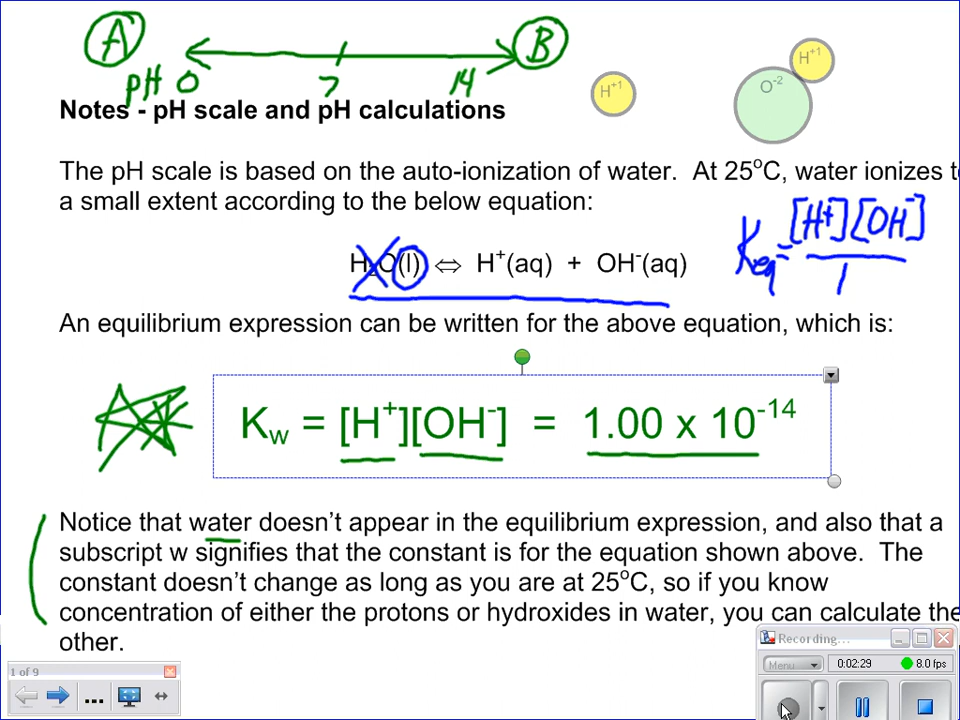 A B
pH 0 7 14
H+1 H+1
O-2
Notes - pH scale and pH calculations
The pH scale is based on the auto-ionization of water. At 25°C, water ionizes t
a small extent according to the below equation:
Keq = [H+][OH-]
1
H2O(l) ⇔ H+(aq) + OH-(aq)
An equilibrium expression can be written for the above equation, which is:
Kw = [H+][OH-] = 1.00 x 10-14
Notice that water doesn't appear in the equilibrium expression, and also that a
subscript w signifies that the constant is for the equation shown above. The
constant doesn't change as long as you are at 25°C, so if you know
concentration of either the protons or hydroxides in water, you can calculate the
other.
Recording...
Menu 0:02:29 8.0 fps
1 of 9
...